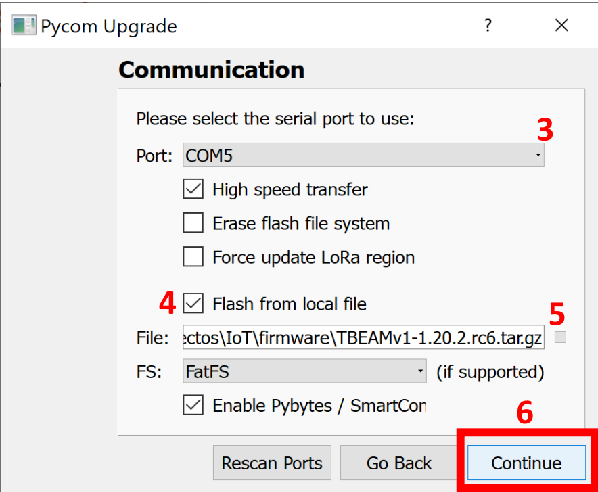 Pycom Upgrade ? ×
Communication
Please select the serial port to use:
3
Port: COM5
High speed transfer
Erase flash file system
Force update LoRa region
4 Flash from local file
5
File: ectos\IoT\firmware\TBEAMv1-1.20.2.rc6.tar.gz
FS: FatFS (if supported)
Enable Pybytes / SmartCon
6
Rescan Ports Go Back Continue